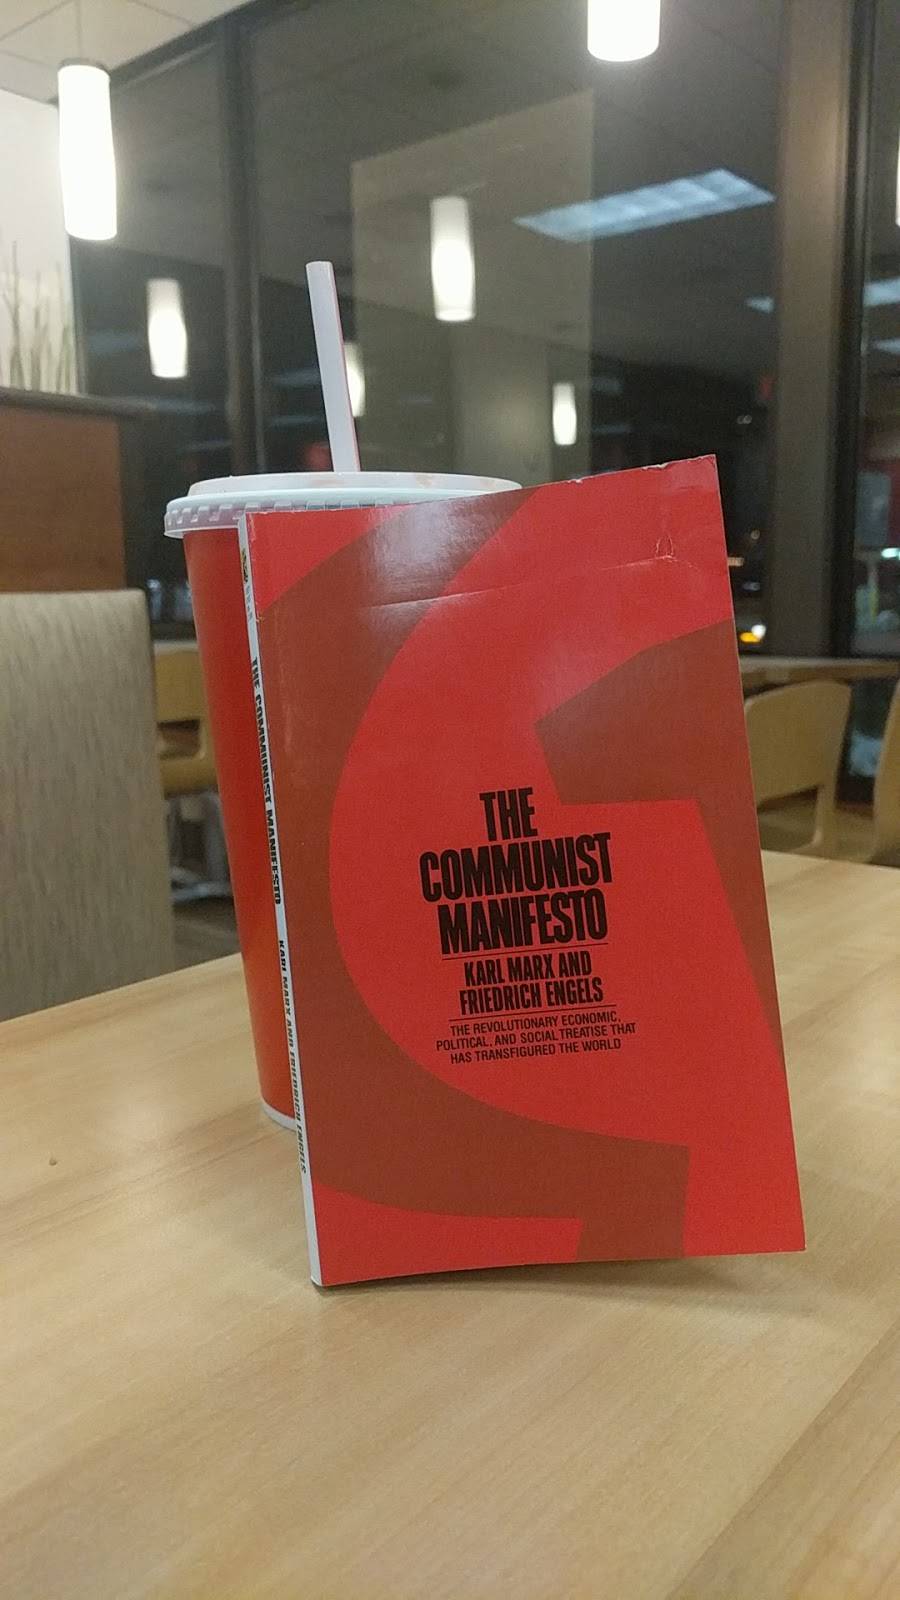 THE
COMMUNIST
MANIFESTO
KARL MARX AND
FRIEDRICH ENGELS
THE REVOLUTIONARY ECONOMIC,
POLITICAL, AND SOCIAL TREATISE THAT
HAS TRANSFIGURED THE WORLD
THE COMMUNIST MANIFESTO KARL MARX AND FRIEDRICH ENGELS